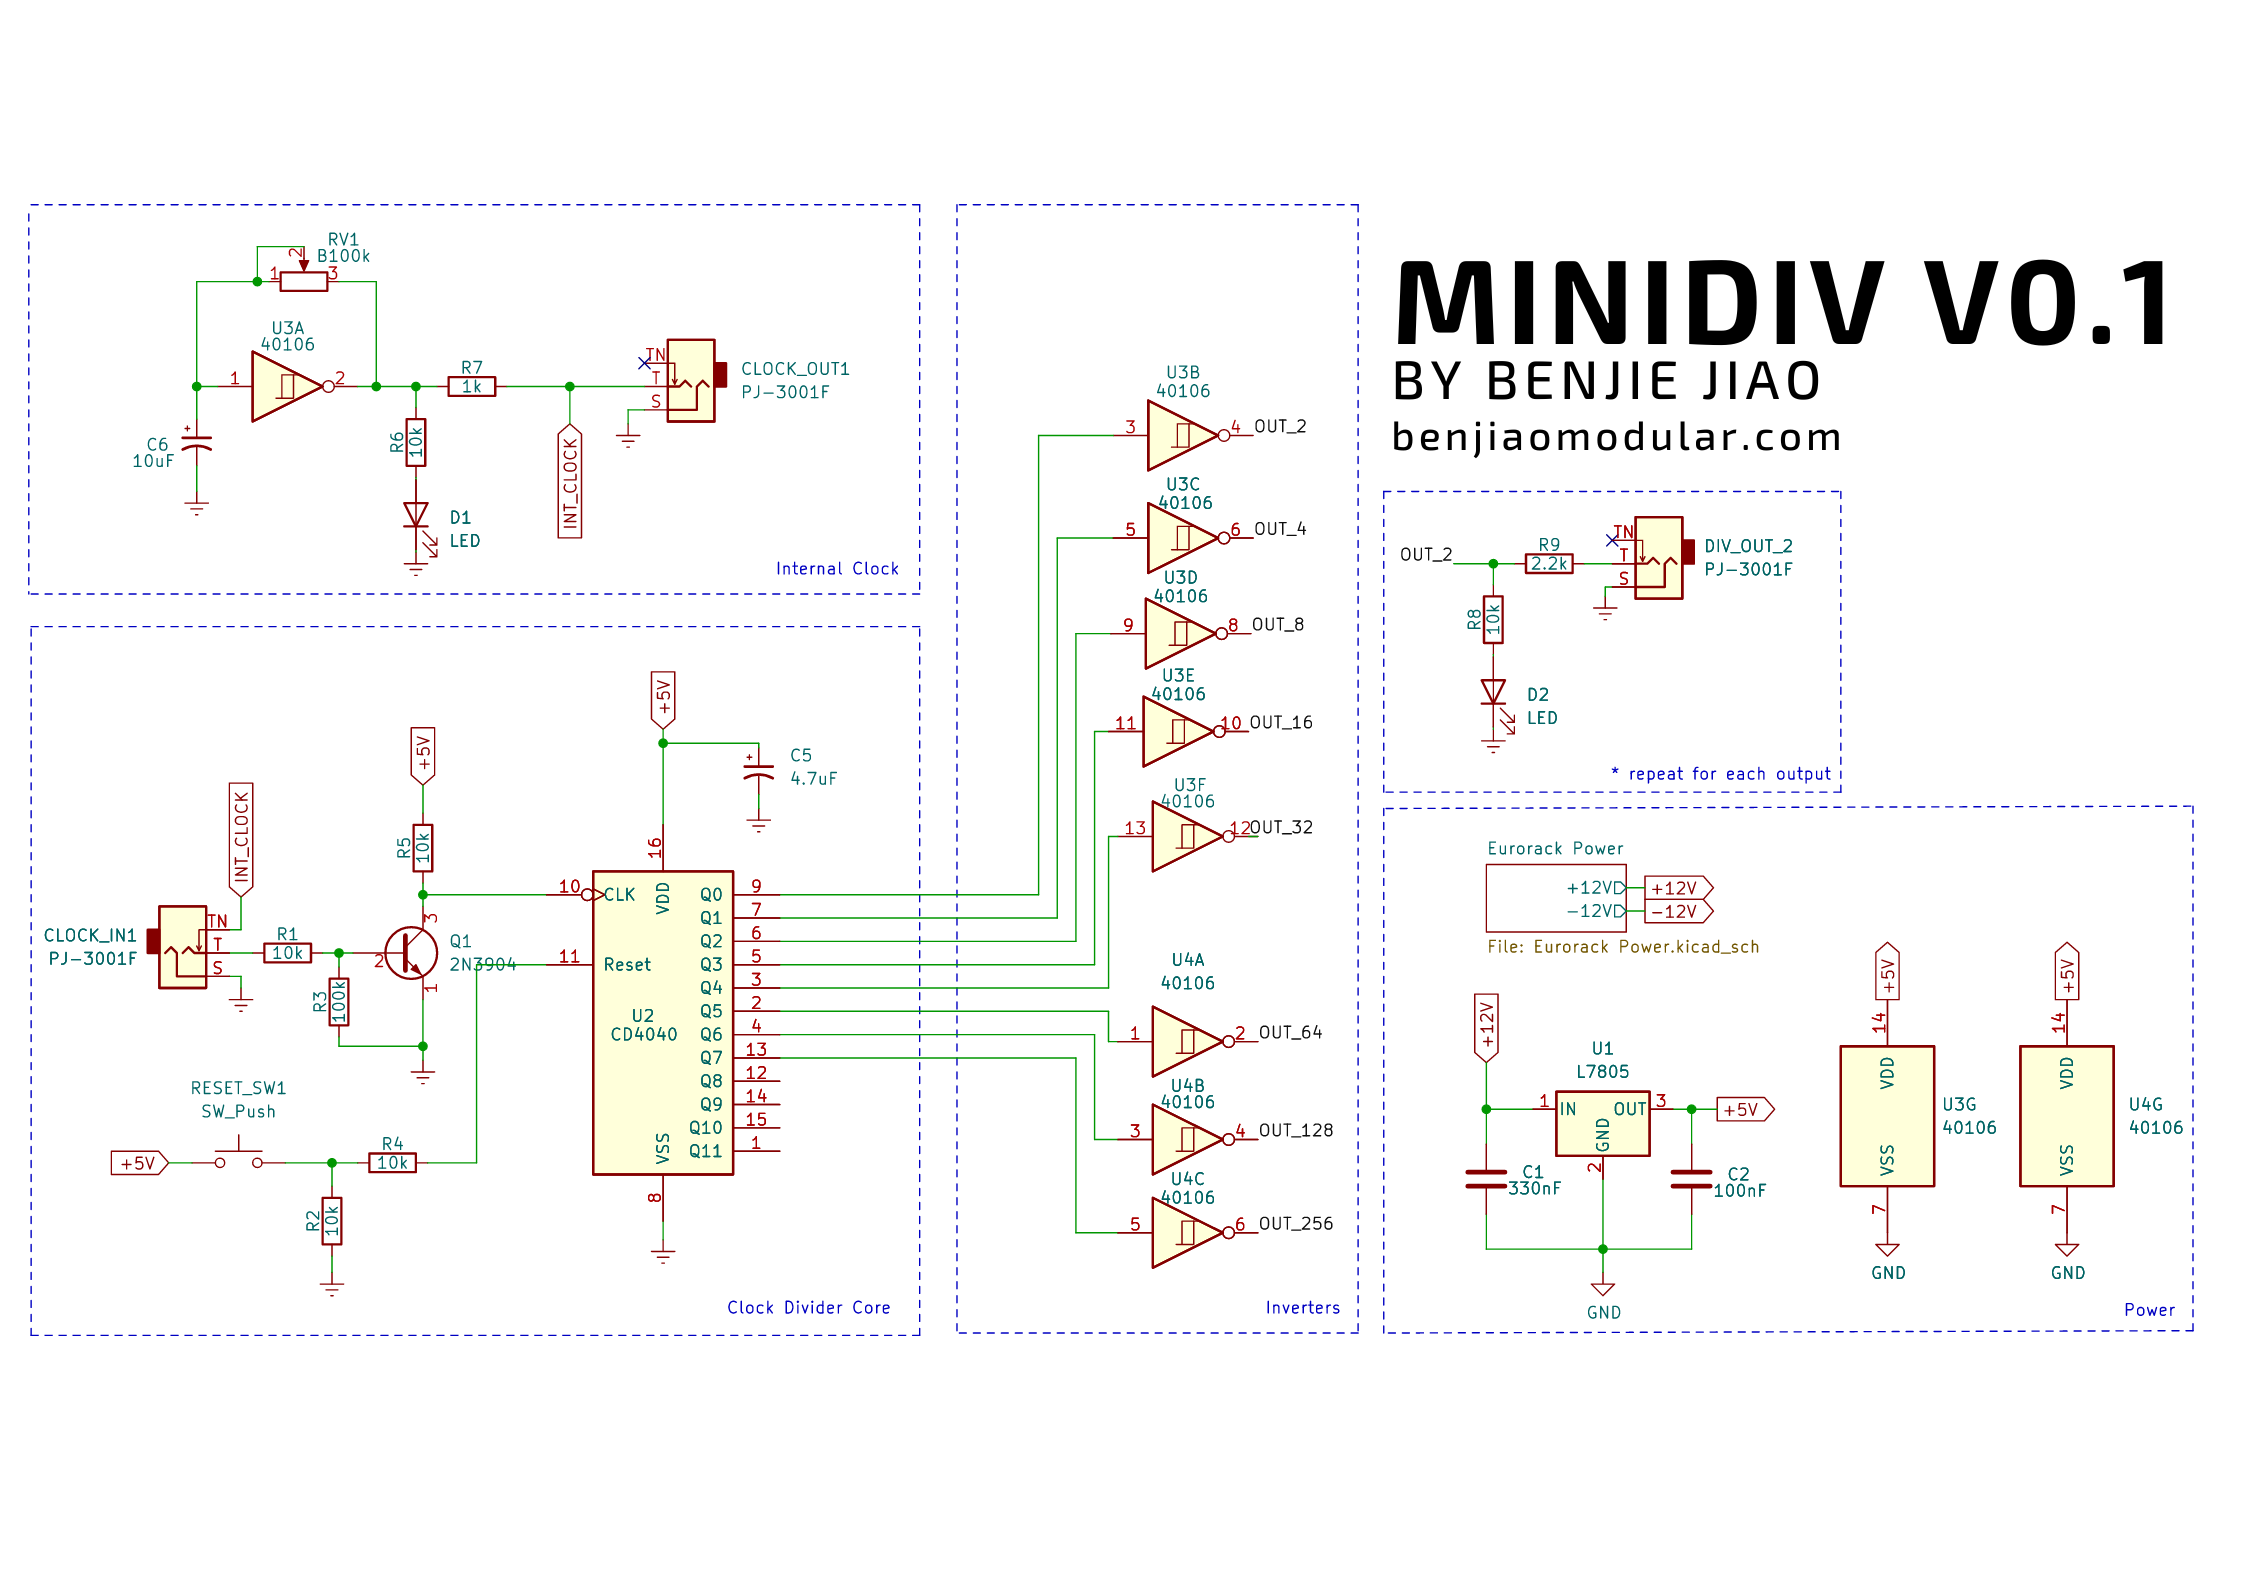 MINIDIV V0.1
BY BENJIE JIAO
benjiaomodular.com
RV1
B100k
1
2
3
U3A
40106
1
2
C6
10uF
+
R7
1k
R6
10k
D1
LED
INT_CLOCK
TN
T
S
CLOCK_OUT1
PJ-3001F
Internal Clock
+5V
+5V
INT_CLOCK
C5
4.7uF
+
R5
10k
CLOCK_IN1
PJ-3001F
TN
T
S
R1
10k
R3
100k
Q1
2N3904
2
3
1
RESET_SW1
SW_Push
+5V
R4
10k
R2
10k
U2
CD4040
16
VDD
10
CLK
11
Reset
VSS
8
Q0 9
Q1 7
Q2 6
Q3 5
Q4 3
Q5 2
Q6 4
Q7 13
Q8 12
Q9 14
Q10 15
Q11 1
Clock Divider Core
U3B
40106
3 4 OUT_2
U3C
40106
5 6 OUT_4
U3D
40106
9 8 OUT_8
U3E
40106
11 10 OUT_16
U3F
40106
13 12 OUT_32
U4A
40106
1 2 OUT_64
U4B
40106
3 4 OUT_128
U4C
40106
5 6 OUT_256
Inverters
OUT_2
R9
2.2k
R8
10k
D2
LED
TN
T
S
DIV_OUT_2
PJ-3001F
* repeat for each output
Eurorack Power
+12V +12V
-12V -12V
File: Eurorack Power.kicad_sch
+12V
U1
L7805
1 IN
OUT 3
GND
2
+5V
C1
330nF
C2
100nF
GND
+5V
14
VDD
VSS
7
U3G
40106
GND
+5V
14
VDD
VSS
7
U4G
40106
GND
Power